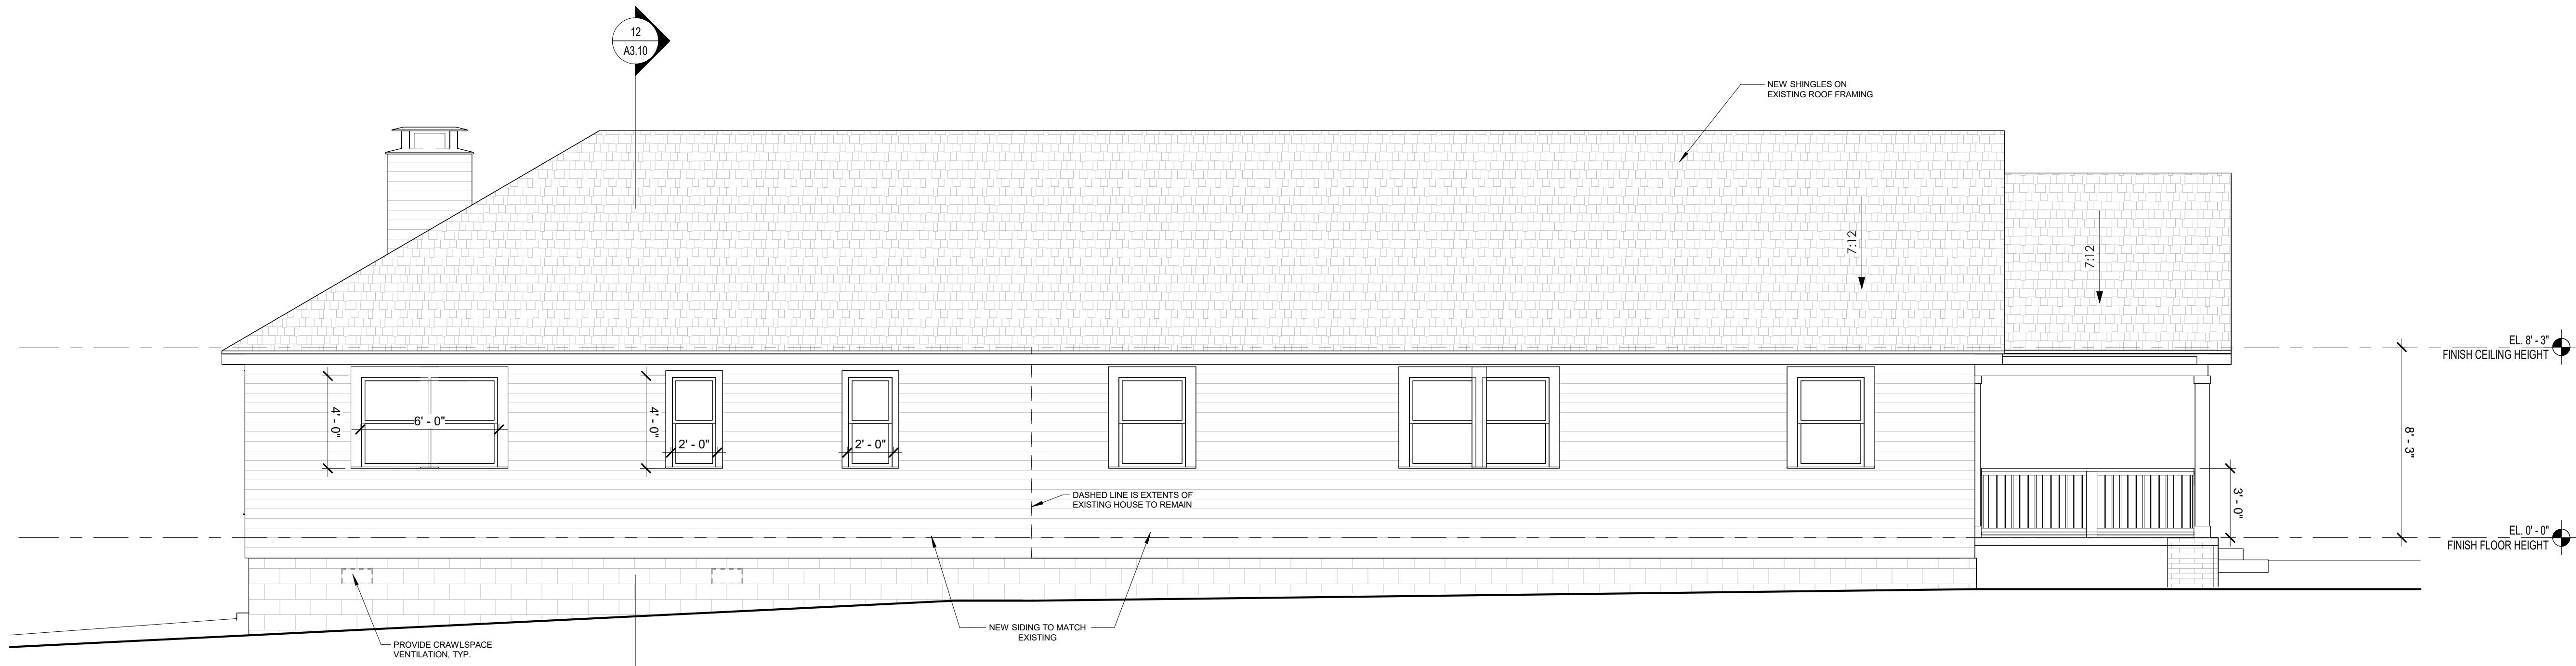 12
A3.10
NEW SHINGLES ON
EXISTING ROOF FRAMING
7:12
7:12
EL. 8' - 3"
FINISH CEILING HEIGHT
4' - 0"
6' - 0"
4' - 0"
2' - 0"
2' - 0"
8' - 3"
DASHED LINE IS EXTENTS OF
EXISTING HOUSE TO REMAIN
3' - 0"
EL. 0' - 0"
FINISH FLOOR HEIGHT
NEW SIDING TO MATCH
EXISTING
PROVIDE CRAWLSPACE
VENTILATION, TYP.